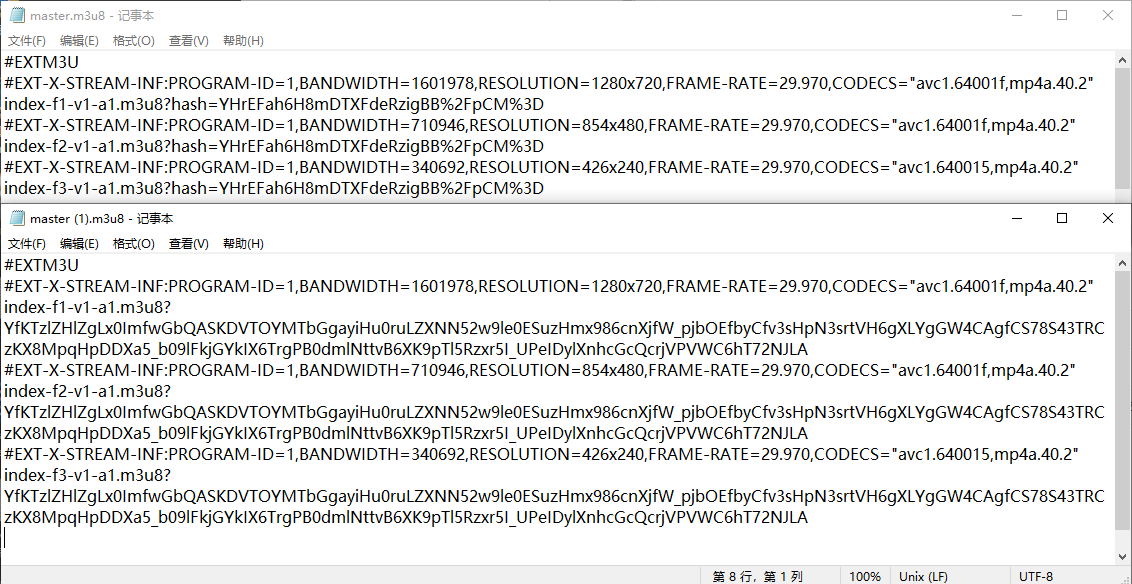 master.m3u8 - 记事本
文件(F) 编辑(E) 格式(O) 查看(V) 帮助(H)
#EXTM3U
#EXT-X-STREAM-INF:PROGRAM-ID=1,BANDWIDTH=1601978,RESOLUTION=1280x720,FRAME-RATE=29.970,CODECS="avc1.64001f,mp4a.40.2"
index-f1-v1-a1.m3u8?hash=YHrEFah6H8mDTXFdeRzigBB%2FpCM%3D
#EXT-X-STREAM-INF:PROGRAM-ID=1,BANDWIDTH=710946,RESOLUTION=854x480,FRAME-RATE=29.970,CODECS="avc1.64001f,mp4a.40.2"
index-f2-v1-a1.m3u8?hash=YHrEFah6H8mDTXFdeRzigBB%2FpCM%3D
#EXT-X-STREAM-INF:PROGRAM-ID=1,BANDWIDTH=340692,RESOLUTION=426x240,FRAME-RATE=29.970,CODECS="avc1.640015,mp4a.40.2"
index-f3-v1-a1.m3u8?hash=YHrEFah6H8mDTXFdeRzigBB%2FpCM%3D
master (1).m3u8 - 记事本
文件(F) 编辑(E) 格式(O) 查看(V) 帮助(H)
#EXTM3U
#EXT-X-STREAM-INF:PROGRAM-ID=1,BANDWIDTH=1601978,RESOLUTION=1280x720,FRAME-RATE=29.970,CODECS="avc1.64001f,mp4a.40.2"
index-f1-v1-a1.m3u8?
YfKTzlZHlZgLx0ImfwGbQASKDVTOYMTbGgayiHu0ruLZXNN52w9le0ESuzHmx986cnXjfW_pjbOEfbyCfv3sHpN3srtVH6gXLYgGW4CAgfCS78S43TRC
zKX8MpqHpDDXa5_b09lFkjGYkIX6TrgPB0dmlNttvB6XK9pTl5Rzxr5I_UPeIDylXnhcGcQcrjVPVWC6hT72NJLA
#EXT-X-STREAM-INF:PROGRAM-ID=1,BANDWIDTH=710946,RESOLUTION=854x480,FRAME-RATE=29.970,CODECS="avc1.64001f,mp4a.40.2"
index-f2-v1-a1.m3u8?
YfKTzlZHlZgLx0ImfwGbQASKDVTOYMTbGgayiHu0ruLZXNN52w9le0ESuzHmx986cnXjfW_pjbOEfbyCfv3sHpN3srtVH6gXLYgGW4CAgfCS78S43TRC
zKX8MpqHpDDXa5_b09lFkjGYkIX6TrgPB0dmlNttvB6XK9pTl5Rzxr5I_UPeIDylXnhcGcQcrjVPVWC6hT72NJLA
#EXT-X-STREAM-INF:PROGRAM-ID=1,BANDWIDTH=340692,RESOLUTION=426x240,FRAME-RATE=29.970,CODECS="avc1.640015,mp4a.40.2"
index-f3-v1-a1.m3u8?
YfKTzlZHlZgLx0ImfwGbQASKDVTOYMTbGgayiHu0ruLZXNN52w9le0ESuzHmx986cnXjfW_pjbOEfbyCfv3sHpN3srtVH6gXLYgGW4CAgfCS78S43TRC
zKX8MpqHpDDXa5_b09lFkjGYkIX6TrgPB0dmlNttvB6XK9pTl5Rzxr5I_UPeIDylXnhcGcQcrjVPVWC6hT72NJLA
第 8 行，第 1 列 100% Unix (LF) UTF-8